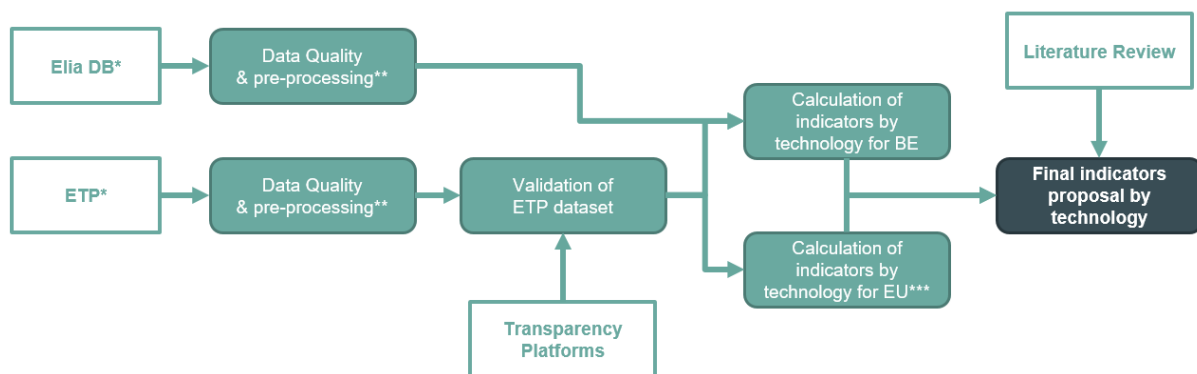 Elia DB*
Data Quality
& pre-processing**
Literature Review
Calculation of
indicators by
technology for BE
ETP*
Data Quality
& pre-processing**
Validation of
ETP dataset
Final indicators
proposal by
technology
Calculation of
indicators by
technology for EU***
Transparency
Platforms